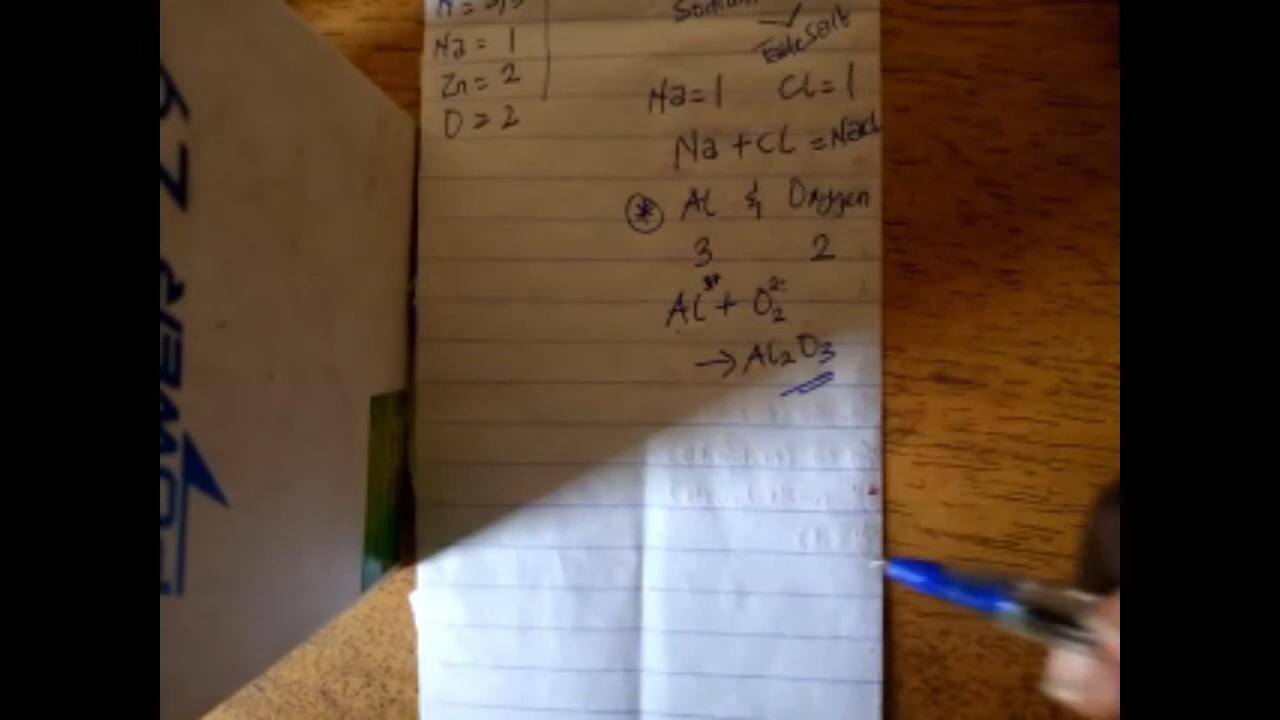 Na = 1
Zn = 2
O = 2
Sodium
Table Salt
Na=1 Cl=1
Na + Cl = NaCl
* Al & Oxygen
3 2
Al³⁺ + O₂²⁻
→ Al₂O₃